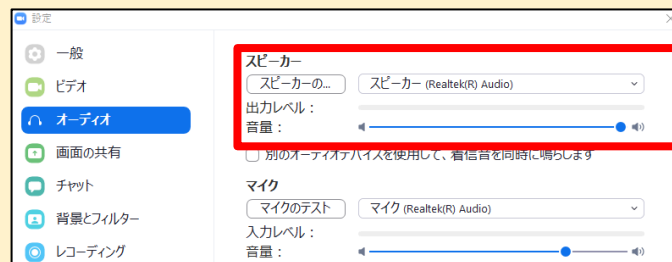 設定
一般
ビデオ
オーディオ
画面の共有
チャット
背景とフィルター
レコーディング
スピーカー
スピーカーの... スピーカー (Realtek(R) Audio)
出力レベル：
音量：
別のオーディオデバイスを使用して、着信音を同時に鳴らします
マイク
マイクのテスト マイク (Realtek(R) Audio)
入力レベル：
音量：